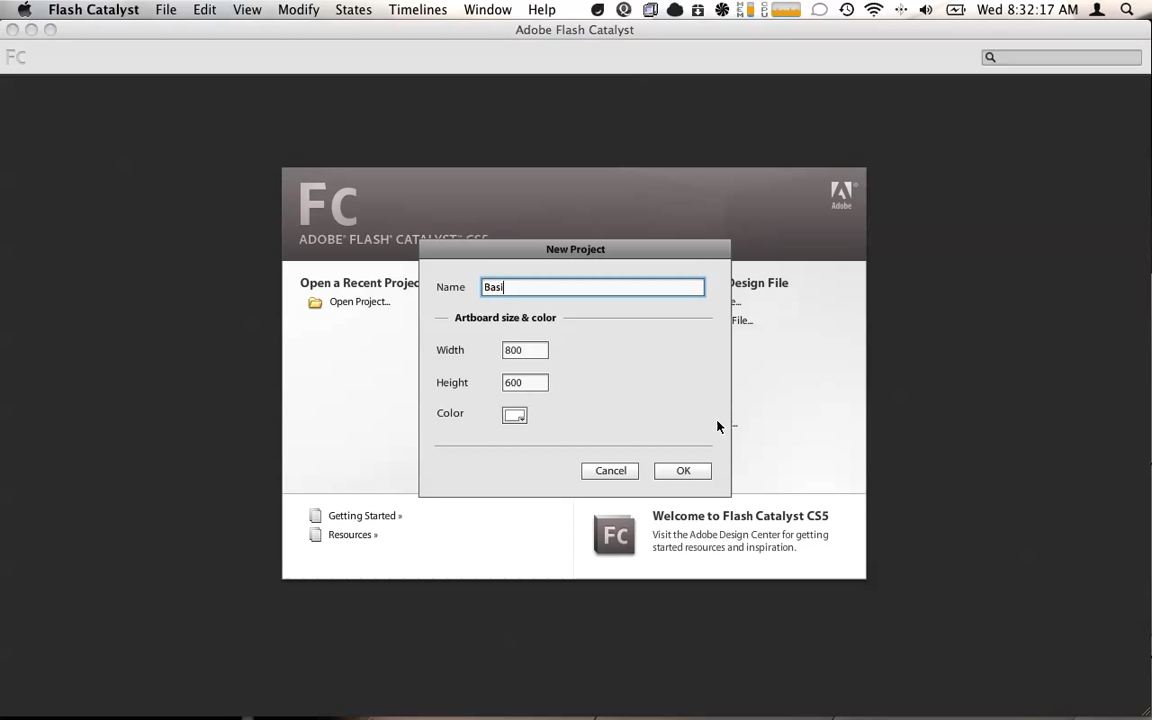 Flash Catalyst File Edit View Modify States Timelines Window Help Wed 8:32:17 AM
Adobe Flash Catalyst
Fc
Fc
Adobe
ADOBE® FLASH® CATALYST™ CS5
New Project
Open a Recent Projec
Design File
Name Basi
Open Project...
e...
File...
Artboard size & color
Width 800
Height 600
Color
Cancel OK
Getting Started »
Resources »
Fc
Welcome to Flash Catalyst CS5
Visit the Adobe Design Center for getting
started resources and inspiration.